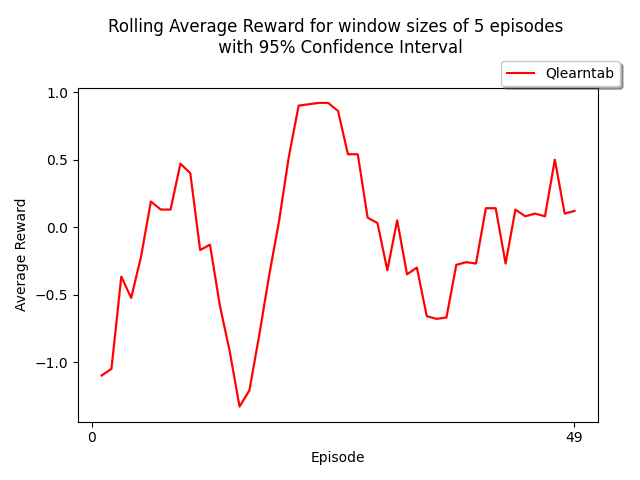 Rolling Average Reward for window sizes of 5 episodes
with 95% Confidence Interval
Qlearntab
1.0
0.5
0.0
−0.5
−1.0
Average Reward
0
49
Episode